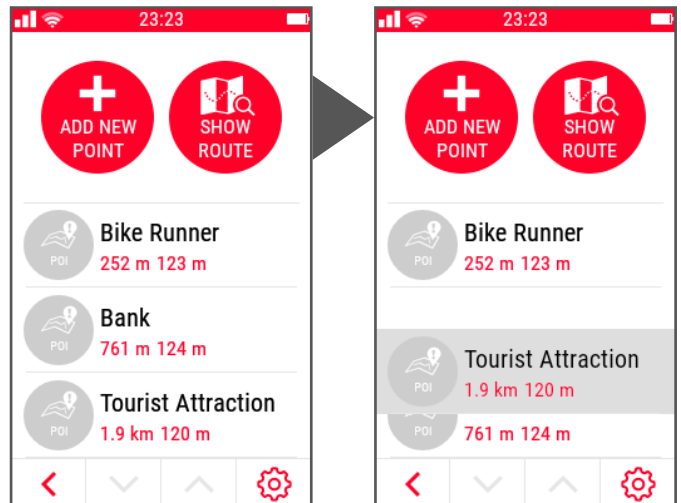 23:23
ADD NEW
POINT
SHOW
ROUTE
Bike Runner
POI
252 m 123 m
Bank
POI
761 m 124 m
Tourist Attraction
POI
1.9 km 120 m
23:23
ADD NEW
POINT
SHOW
ROUTE
Bike Runner
POI
252 m 123 m
Tourist Attraction
POI
1.9 km 120 m
POI
761 m 124 m